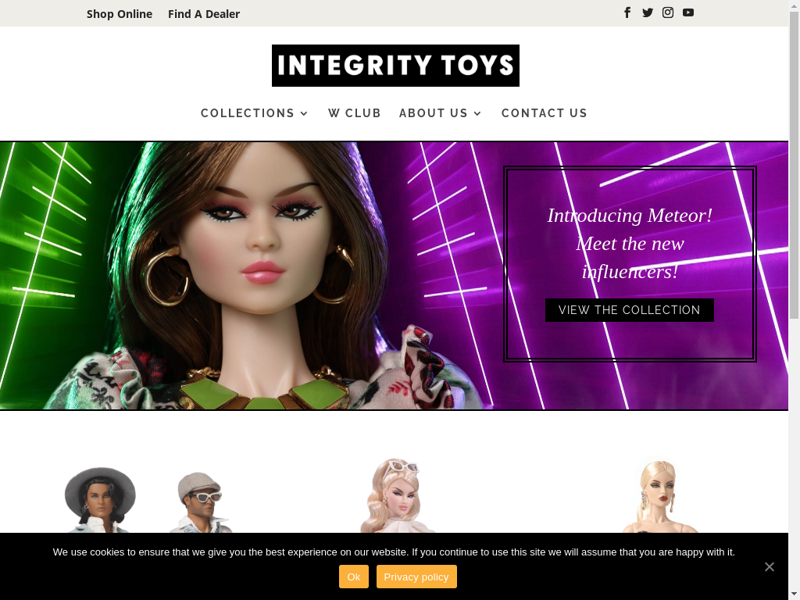 Shop Online Find A Dealer
INTEGRITY TOYS
COLLECTIONS W CLUB ABOUT US CONTACT US
Introducing Meteor!
Meet the new
influencers!
VIEW THE COLLECTION
We use cookies to ensure that we give you the best experience on our website. If you continue to use this site we will assume that you are happy with it.
Ok Privacy policy